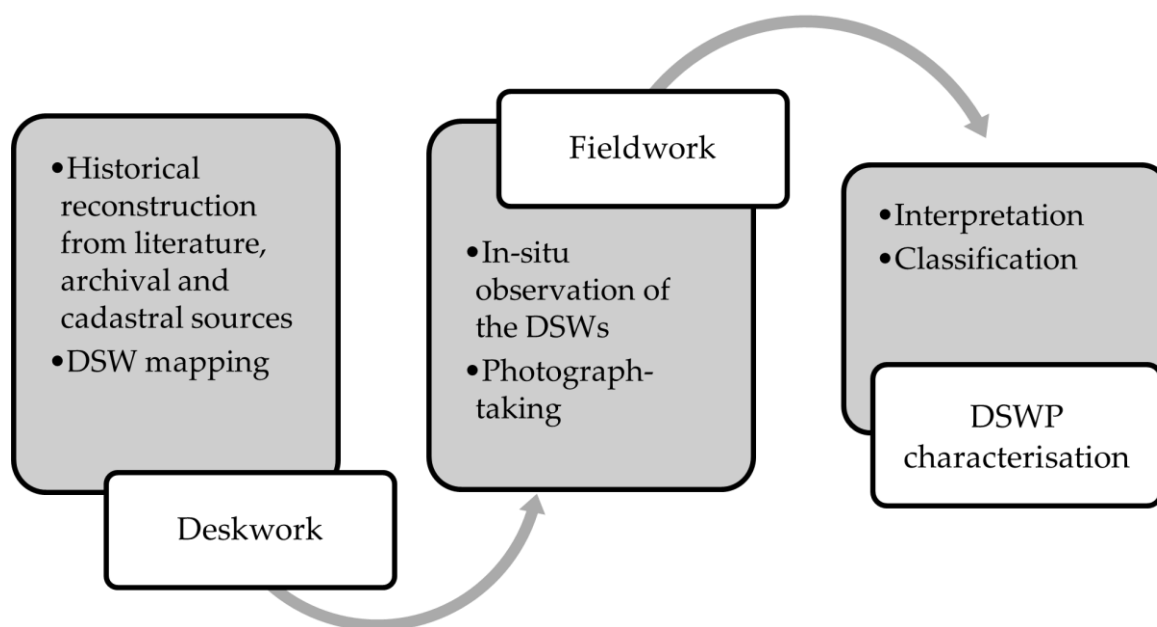 •Historical
reconstruction
from literature,
archival and
cadastral sources
•DSW mapping
Deskwork
Fieldwork
•In-situ
observation of
the DSWs
•Photograph-
taking
•Interpretation
•Classification
DSWP
characterisation